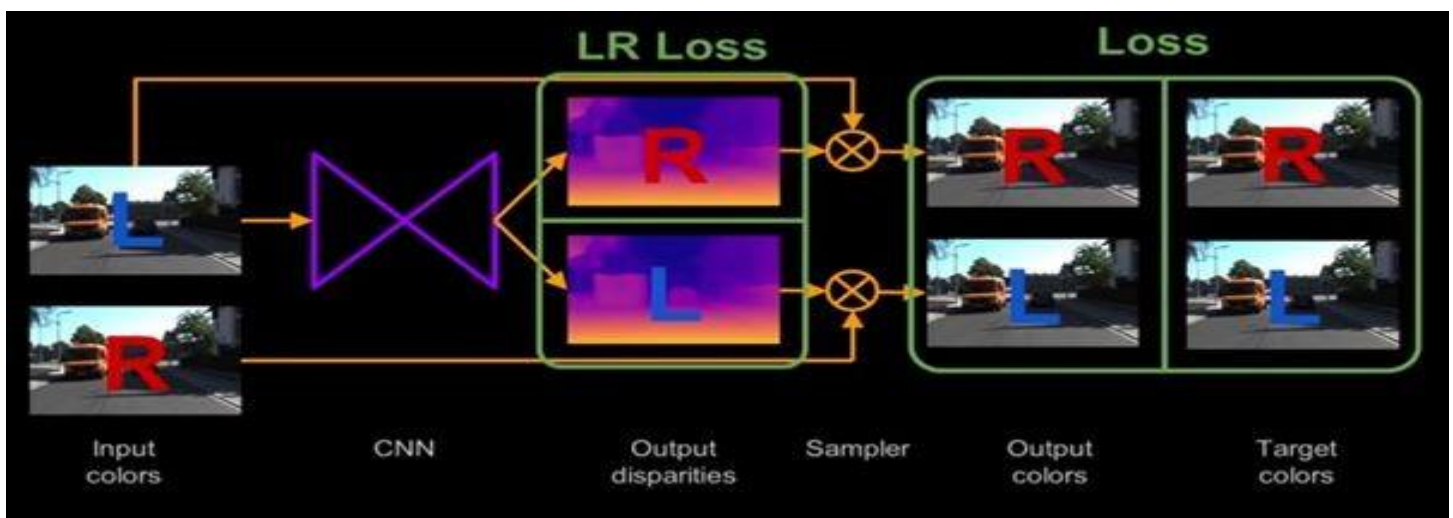 LR Loss
Loss
R
R
R
L
L
L
L
R
Input colors
CNN
Output disparities
Sampler
Output colors
Target colors